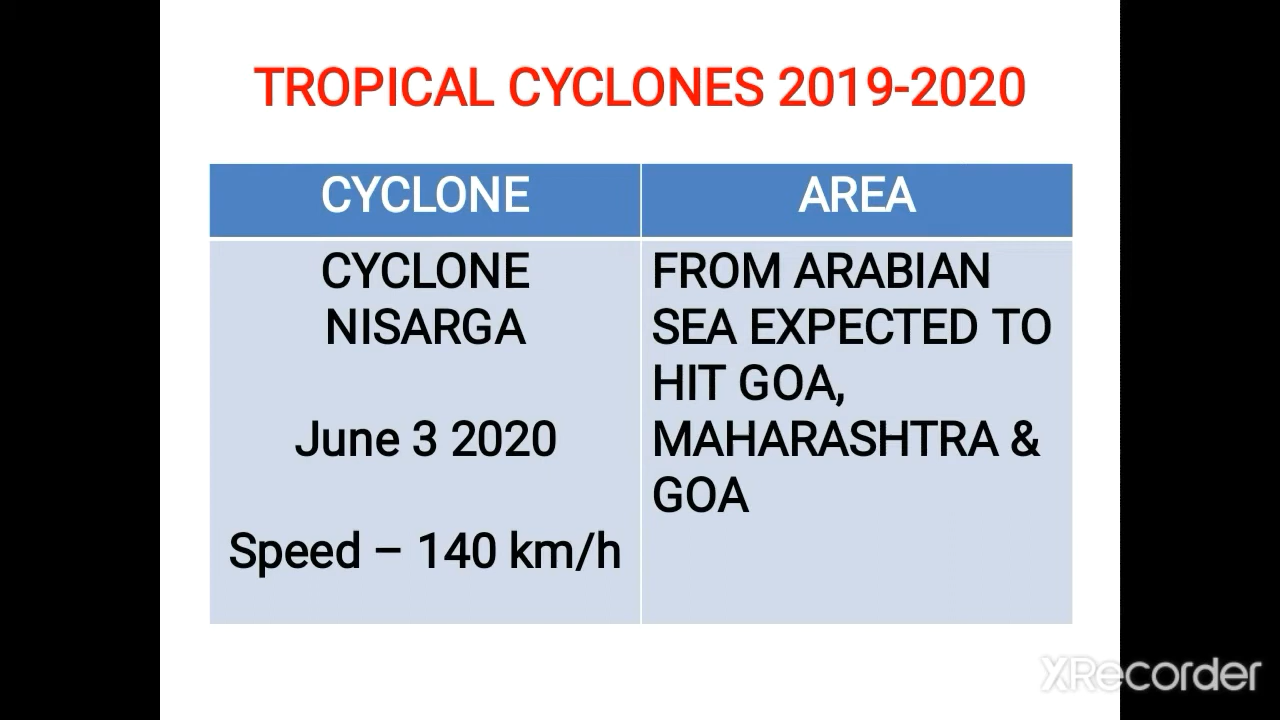 TROPICAL CYCLONES 2019-2020
CYCLONE
AREA
CYCLONE
NISARGA
June 3 2020
Speed – 140 km/h
FROM ARABIAN
SEA EXPECTED TO
HIT GOA,
MAHARASHTRA &
GOA
XRecorder